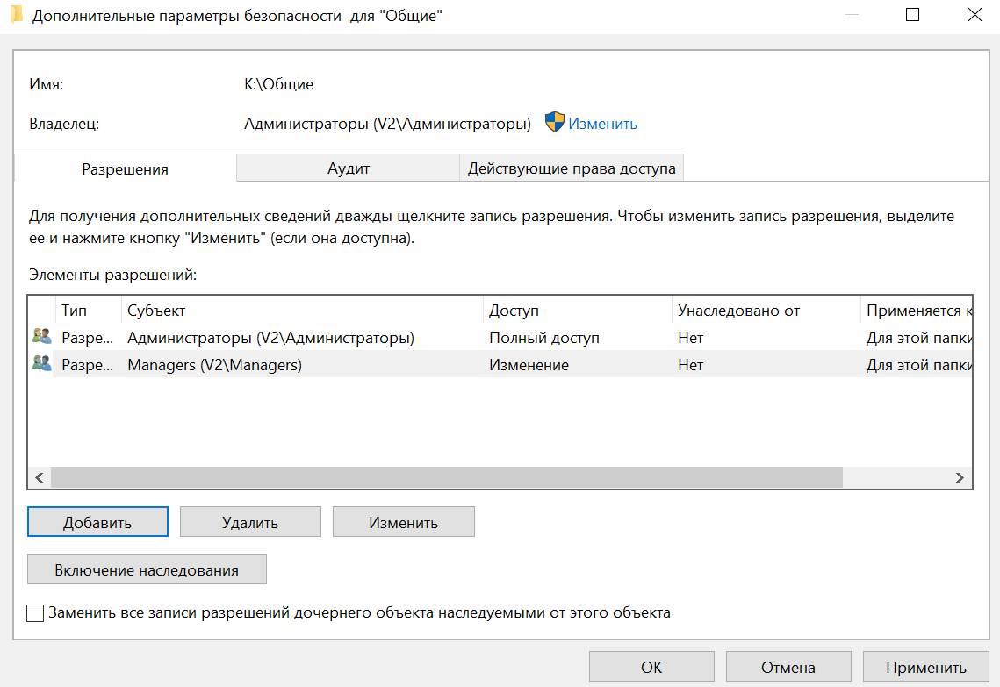 Дополнительные параметры безопасности для "Общие"
Имя: K:\Общие
Владелец: Администраторы (V2\Администраторы) Изменить
Разрешения Аудит Действующие права доступа
Для получения дополнительных сведений дважды щелкните запись разрешения. Чтобы изменить запись разрешения, выделите
ее и нажмите кнопку "Изменить" (если она доступна).
Элементы разрешений:
Тип Субъект Доступ Унаследовано от Применяется к
Разре... Администраторы (V2\Администраторы) Полный доступ Нет Для этой папки
Разре... Managers (V2\Managers) Изменение Нет Для этой папки
Добавить Удалить Изменить
Включение наследования
Заменить все записи разрешений дочернего объекта наследуемыми от этого объекта
ОК Отмена Применить